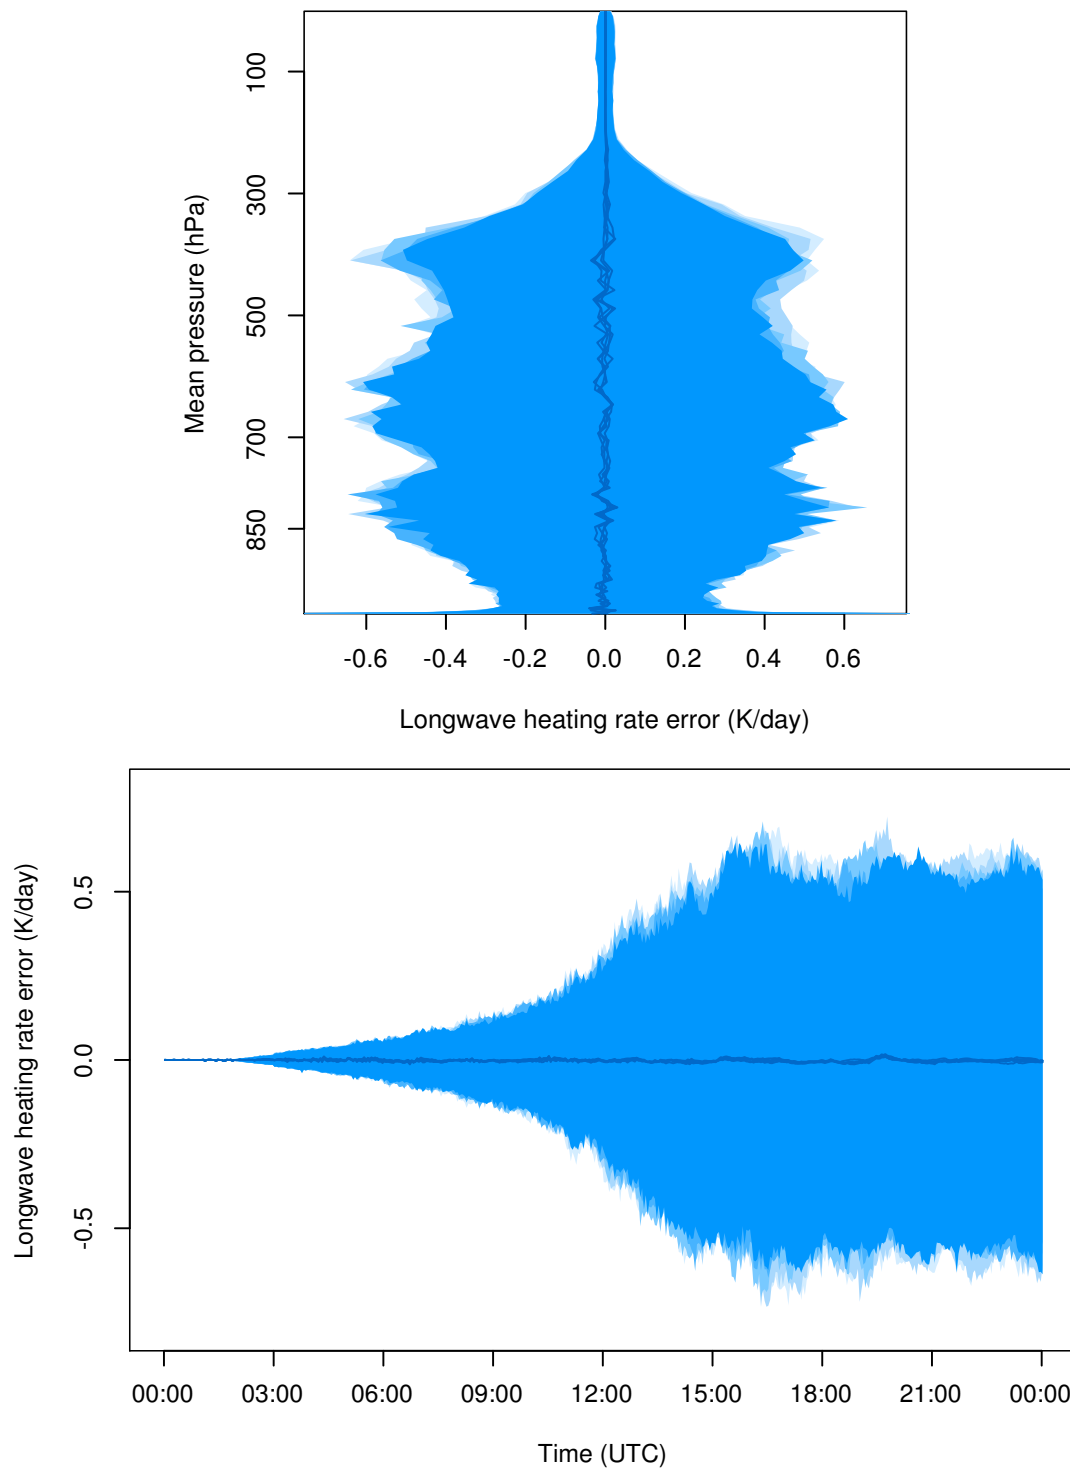 100
300
500
700
850
Mean pressure (hPa)
-0.6 -0.4 -0.2 0.0 0.2 0.4 0.6
Longwave heating rate error (K/day)
0.5
0.0
-0.5
Longwave heating rate error (K/day)
00:00 03:00 06:00 09:00 12:00 15:00 18:00 21:00 00:00
Time (UTC)